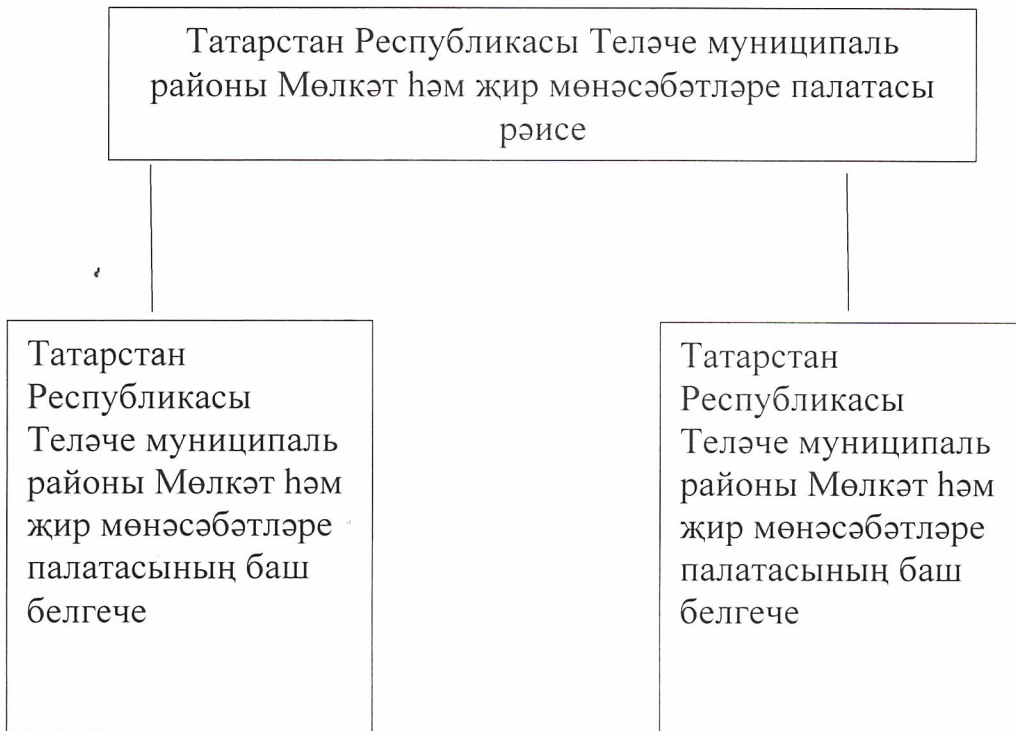 Татарстан Республикасы Теләче муниципаль
районы Мөлкәт һәм җир мөнәсәбәтләре палатасы
рәисе
Татарстан
Республикасы
Теләче муниципаль
районы Мөлкәт һәм
җир мөнәсәбәтләре
палатасының баш
белгече
Татарстан
Республикасы
Теләче муниципаль
районы Мөлкәт һәм
җир мөнәсәбәтләре
палатасының баш
белгече